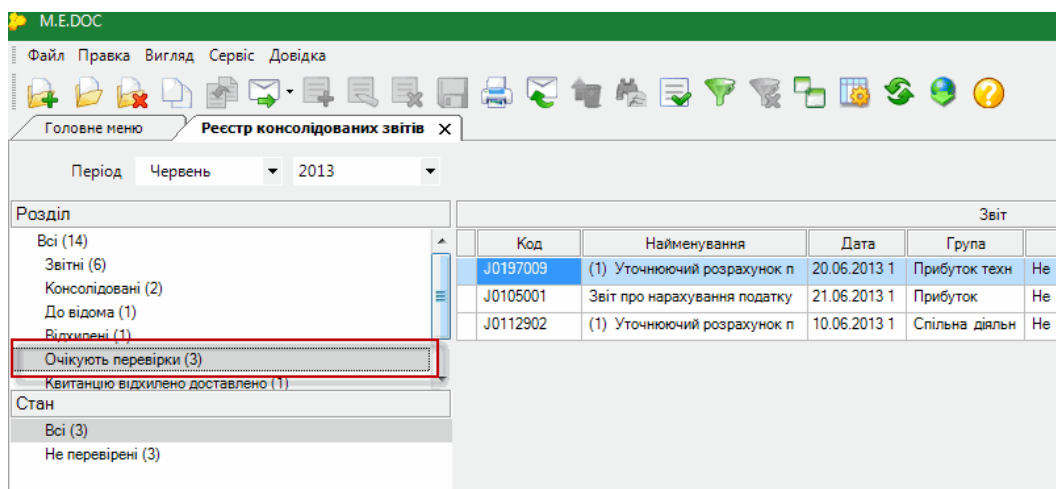 M.E.DOC
Файл Правка Вигляд Сервіс Довідка
Головне меню Реєстр консолідованих звітів X
Період Червень 2013
Розділ
Всі (14)
Звітні (6)
Консолідовані (2)
До відома (1)
Відхилені (1)
Очікують перевірки (3)
Квитанцію відхилено доставлено (1)
Стан
Всі (3)
Не перевірені (3)
Звіт
Код Найменування Дата Група
J0197009 (1) Уточнюючий розрахунок п 20.06.2013 1 Прибуток техн Не
J0105001 Звіт про нарахування податку 21.06.2013 1 Прибуток Не
J0112902 (1) Уточнюючий розрахунок п 10.06.2013 1 Спільна діяльн Не